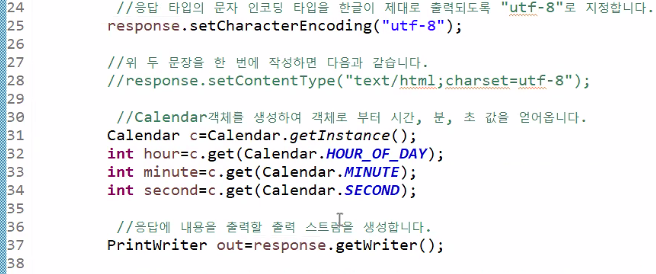 24 //응답 타입의 문자 인코딩 타입을 한글이 제대로 출력되도록 "utf-8"로 지정합니다.
25 response.setCharacterEncoding("utf-8");
26
27 //위 두 문장을 한 번에 작성하면 다음과 같습니다.
28 //response.setContentType("text/html;charset=utf-8");
29
30 //Calendar객체를 생성하여 객체로 부터 시간, 분, 초 값을 얻어옵니다.
31 Calendar c=Calendar.getInstance();
32 int hour=c.get(Calendar.HOUR_OF_DAY);
33 int minute=c.get(Calendar.MINUTE);
34 int second=c.get(Calendar.SECOND);
35
36 //응답에 내용을 출력할 출력 스트림을 생성합니다.
37 PrintWriter out=response.getWriter();
38